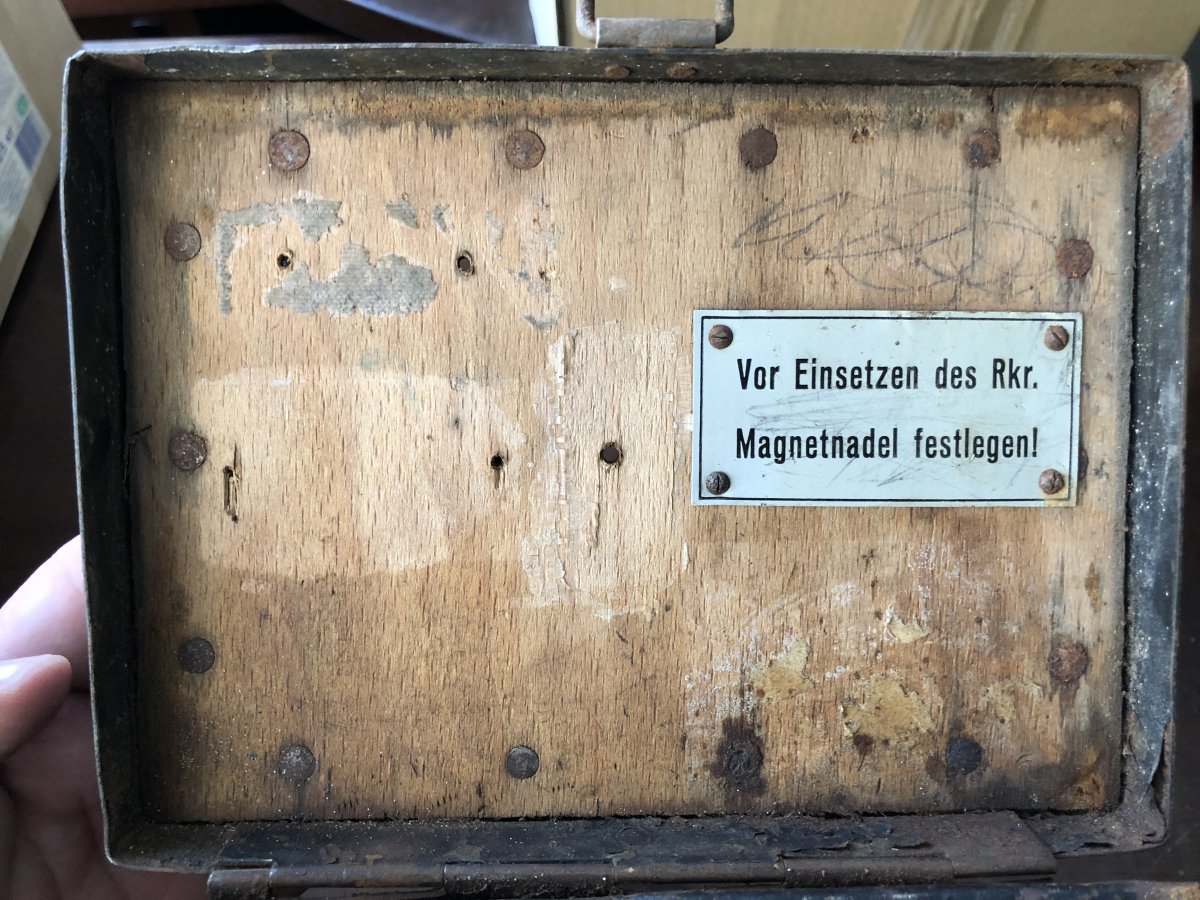 Vor Einsetzen des Rkr.
Magnetnadel festlegen!